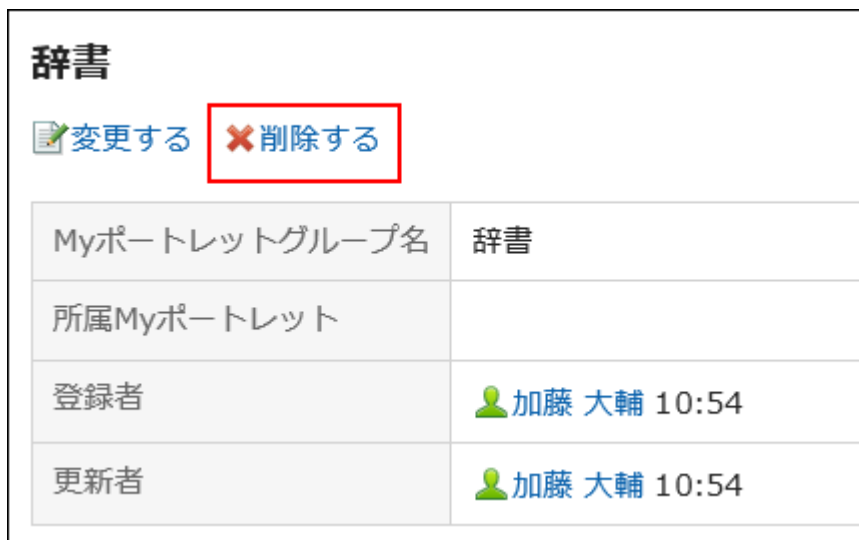 辞書
変更する 削除する
Myポートレットグループ名 辞書
所属Myポートレット
登録者 加藤 大輔 10:54
更新者 加藤 大輔 10:54